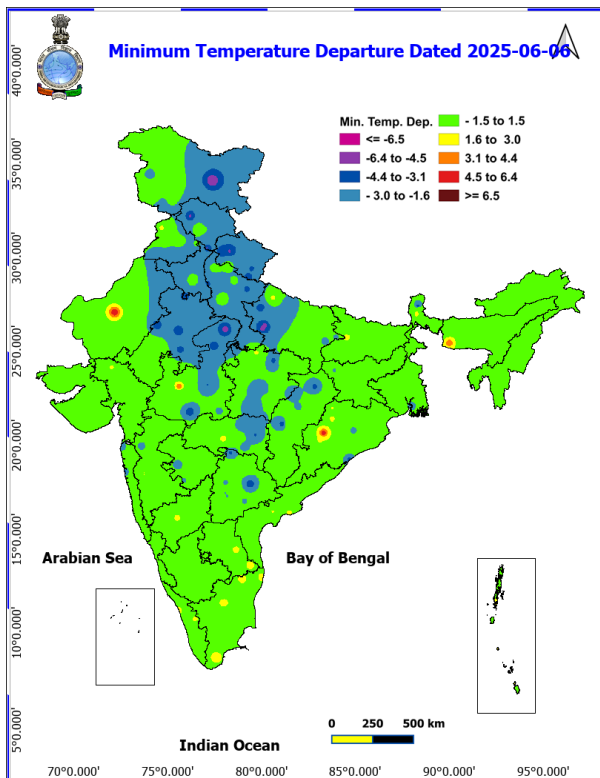 Minimum Temperature Departure Dated 2025-06-06
Min. Temp. Dep.
<= -6.5
-6.4 to -4.5
-4.4 to -3.1
- 3.0 to -1.6
- 1.5 to 1.5
1.6 to 3.0
3.1 to 4.4
4.5 to 6.4
>= 6.5
40°0.000'
35°0.000'
30°0.000'
25°0.000'
20°0.000'
15°0.000'
10°0.000'
5°0.000'
Arabian Sea
Bay of Bengal
Indian Ocean
0 250 500 km
70°0.000' 75°0.000' 80°0.000' 85°0.000' 90°0.000' 95°0.000'